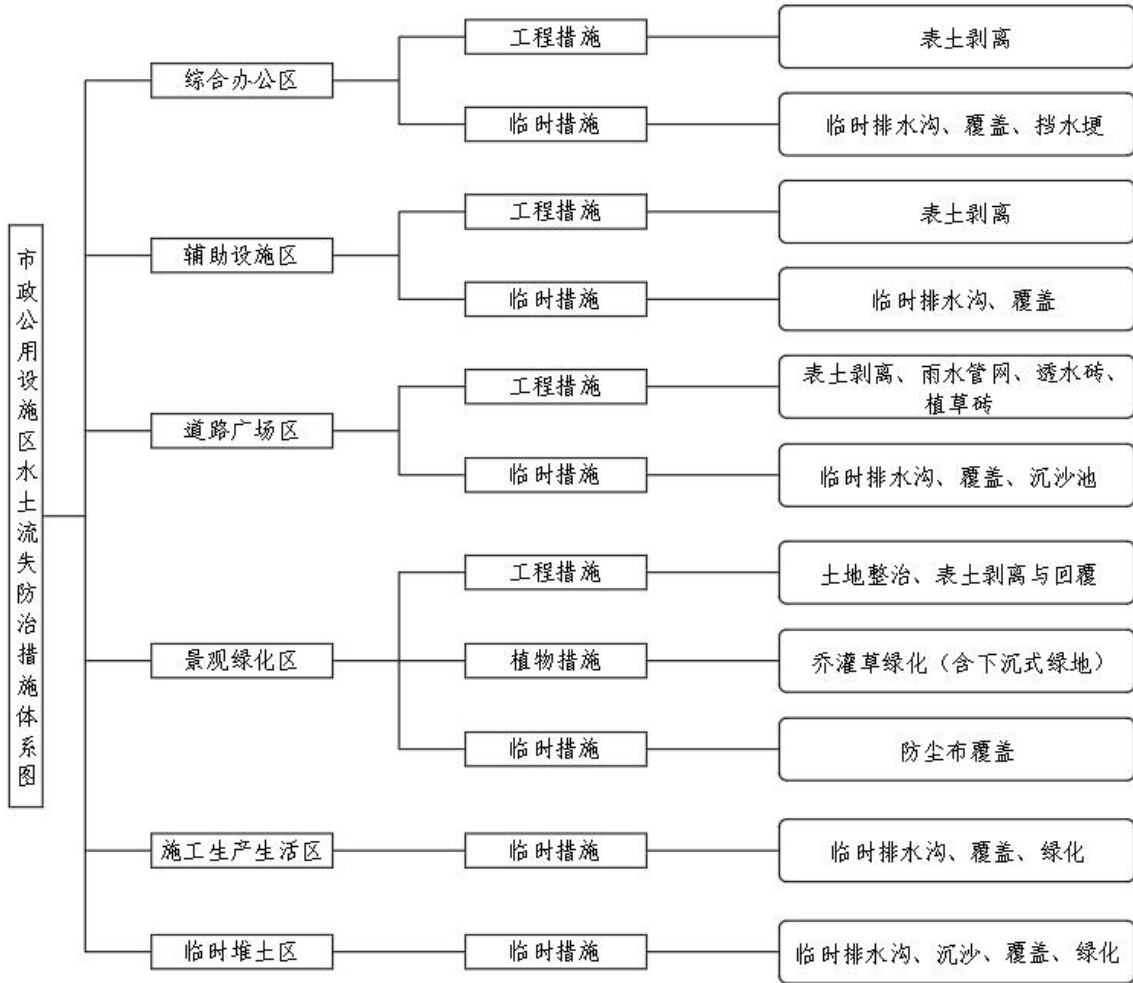 市政公用设施区水土流失防治措施体系图
综合办公区
工程措施
表土剥离
临时措施
临时排水沟、覆盖、挡水埂
辅助设施区
工程措施
表土剥离
临时措施
临时排水沟、覆盖
道路广场区
工程措施
表土剥离、雨水管网、透水砖、
植草砖
临时措施
临时排水沟、覆盖、沉沙池
景观绿化区
工程措施
土地整治、表土剥离与回覆
植物措施
乔灌草绿化（含下沉式绿地）
临时措施
防尘布覆盖
施工生产生活区
临时措施
临时排水沟、覆盖、绿化
临时堆土区
临时措施
临时排水沟、沉沙、覆盖、绿化